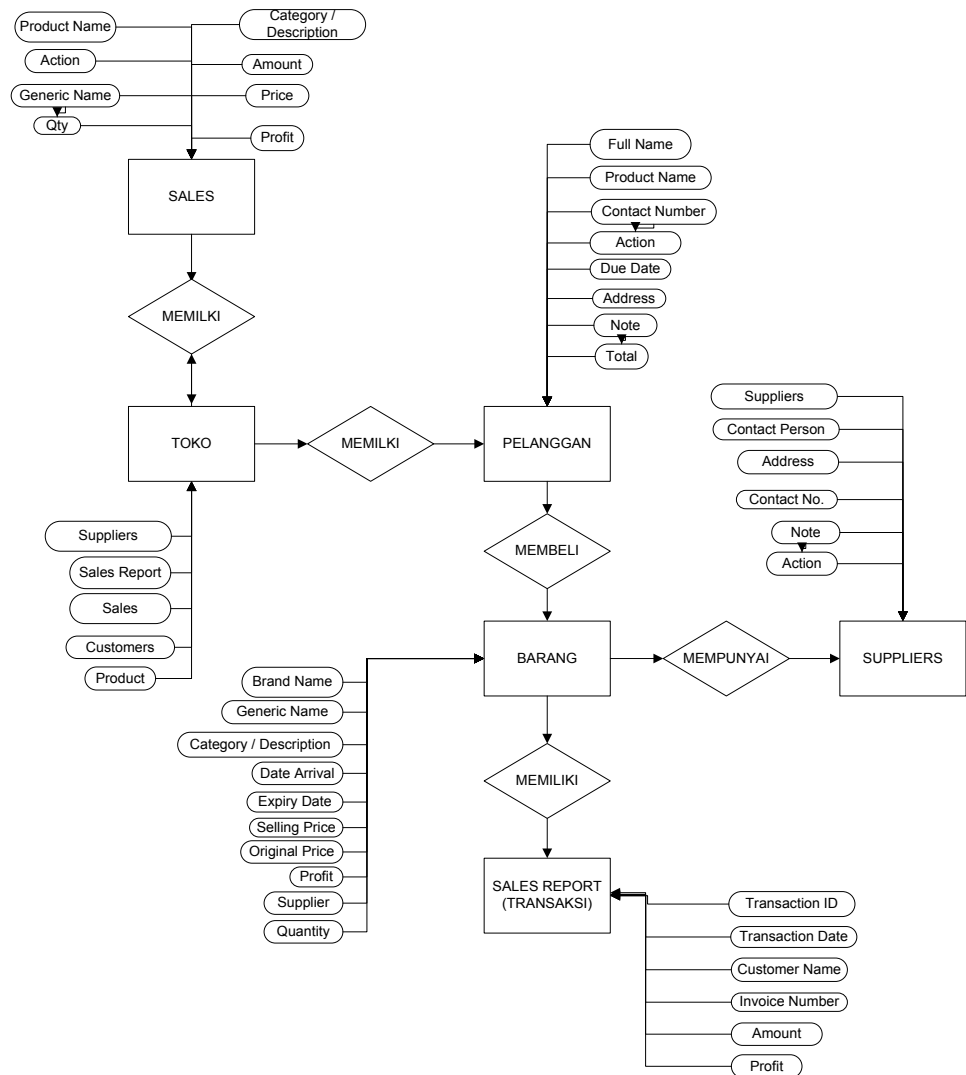 Product Name
Category /
Description
Action
Amount
Generic Name
Price
Qty
Profit
SALES
MEMILKI
TOKO
MEMILKI
Full Name
Product Name
Contact Number
Action
Due Date
Address
Note
Total
PELANGGAN
Suppliers
Contact Person
Address
Contact No.
Note
Action
MEMBELI
Suppliers
Sales Report
Sales
Customers
Product
BARANG
MEMPUNYAI
SUPPLIERS
Brand Name
Generic Name
Category / Description
Date Arrival
Expiry Date
Selling Price
Original Price
Profit
Supplier
Quantity
MEMILIKI
SALES REPORT
(TRANSAKSI)
Transaction ID
Transaction Date
Customer Name
Invoice Number
Amount
Profit